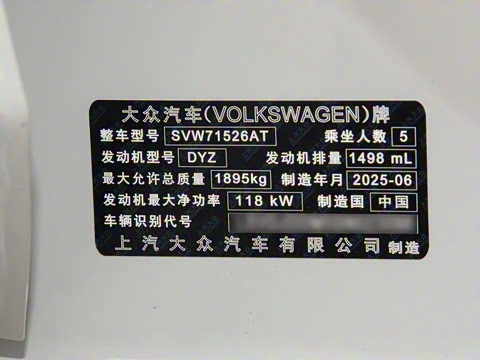 大众汽车(VOLKSWAGEN)牌
整车型号 SVW71526AT 乘坐人数 5
发动机型号 DYZ 发动机排量 1498 mL
最大允许总质量 1895kg 制造年月 2025-06
发动机最大净功率 118 kW 制造国 中国
车辆识别代号
上汽大众汽车有限公司 制造